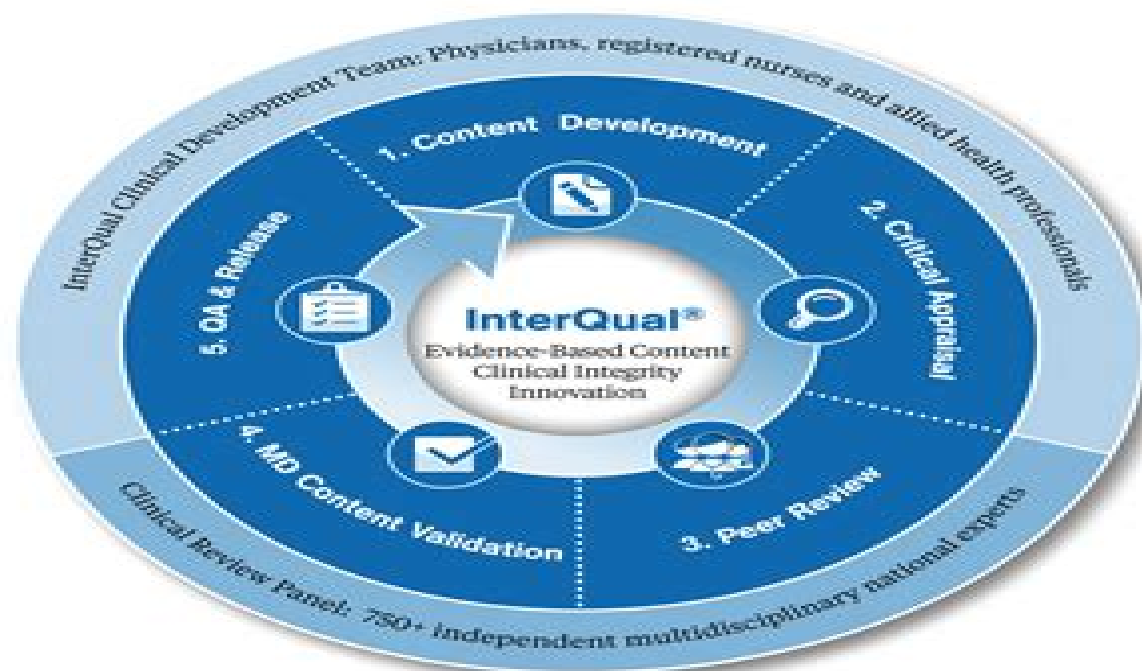 InterQual Clinical Development Team: Physicians, registered nurses and allied health professionals
1. Content Development
2. Critical Appraisal
3. Peer Review
4. MD Content Validation
5. QA & Release
InterQual®
Evidence-Based Content
Clinical Integrity
Innovation
Clinical Review Panel: 750+ independent multidisciplinary national experts